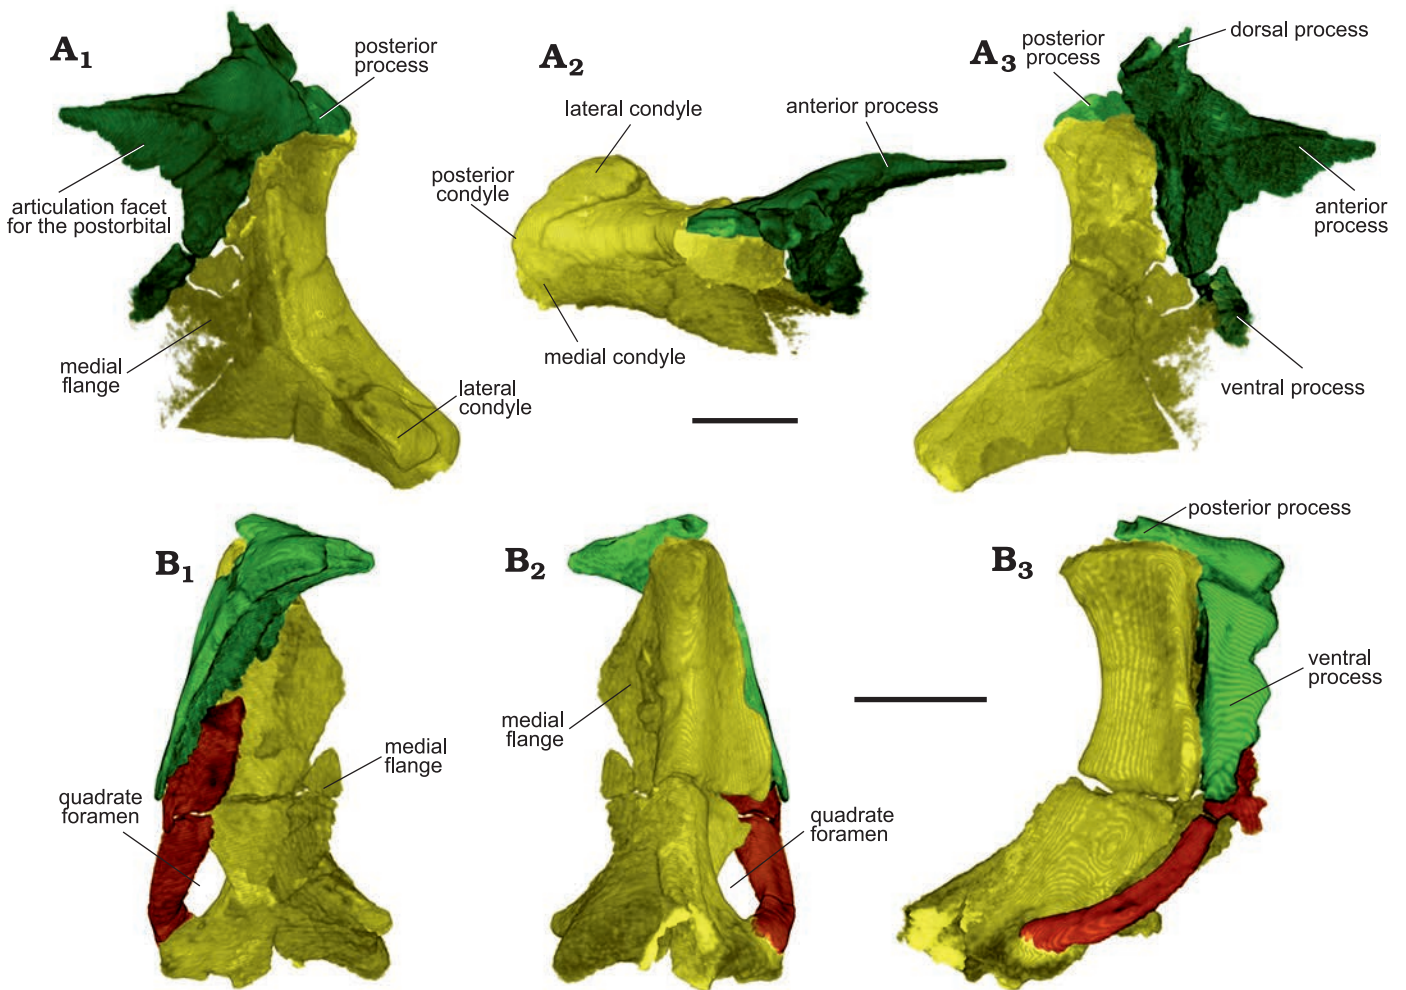 A1
posterior
process
articulation facet
for the postorbital
medial
flange
lateral
condyle
A2
lateral condyle
anterior process
posterior
condyle
medial condyle
A3
posterior
process
dorsal process
anterior
process
ventral process
B1
medial
flange
quadrate
foramen
B2
medial
flange
quadrate
foramen
B3
posterior process
ventral
process